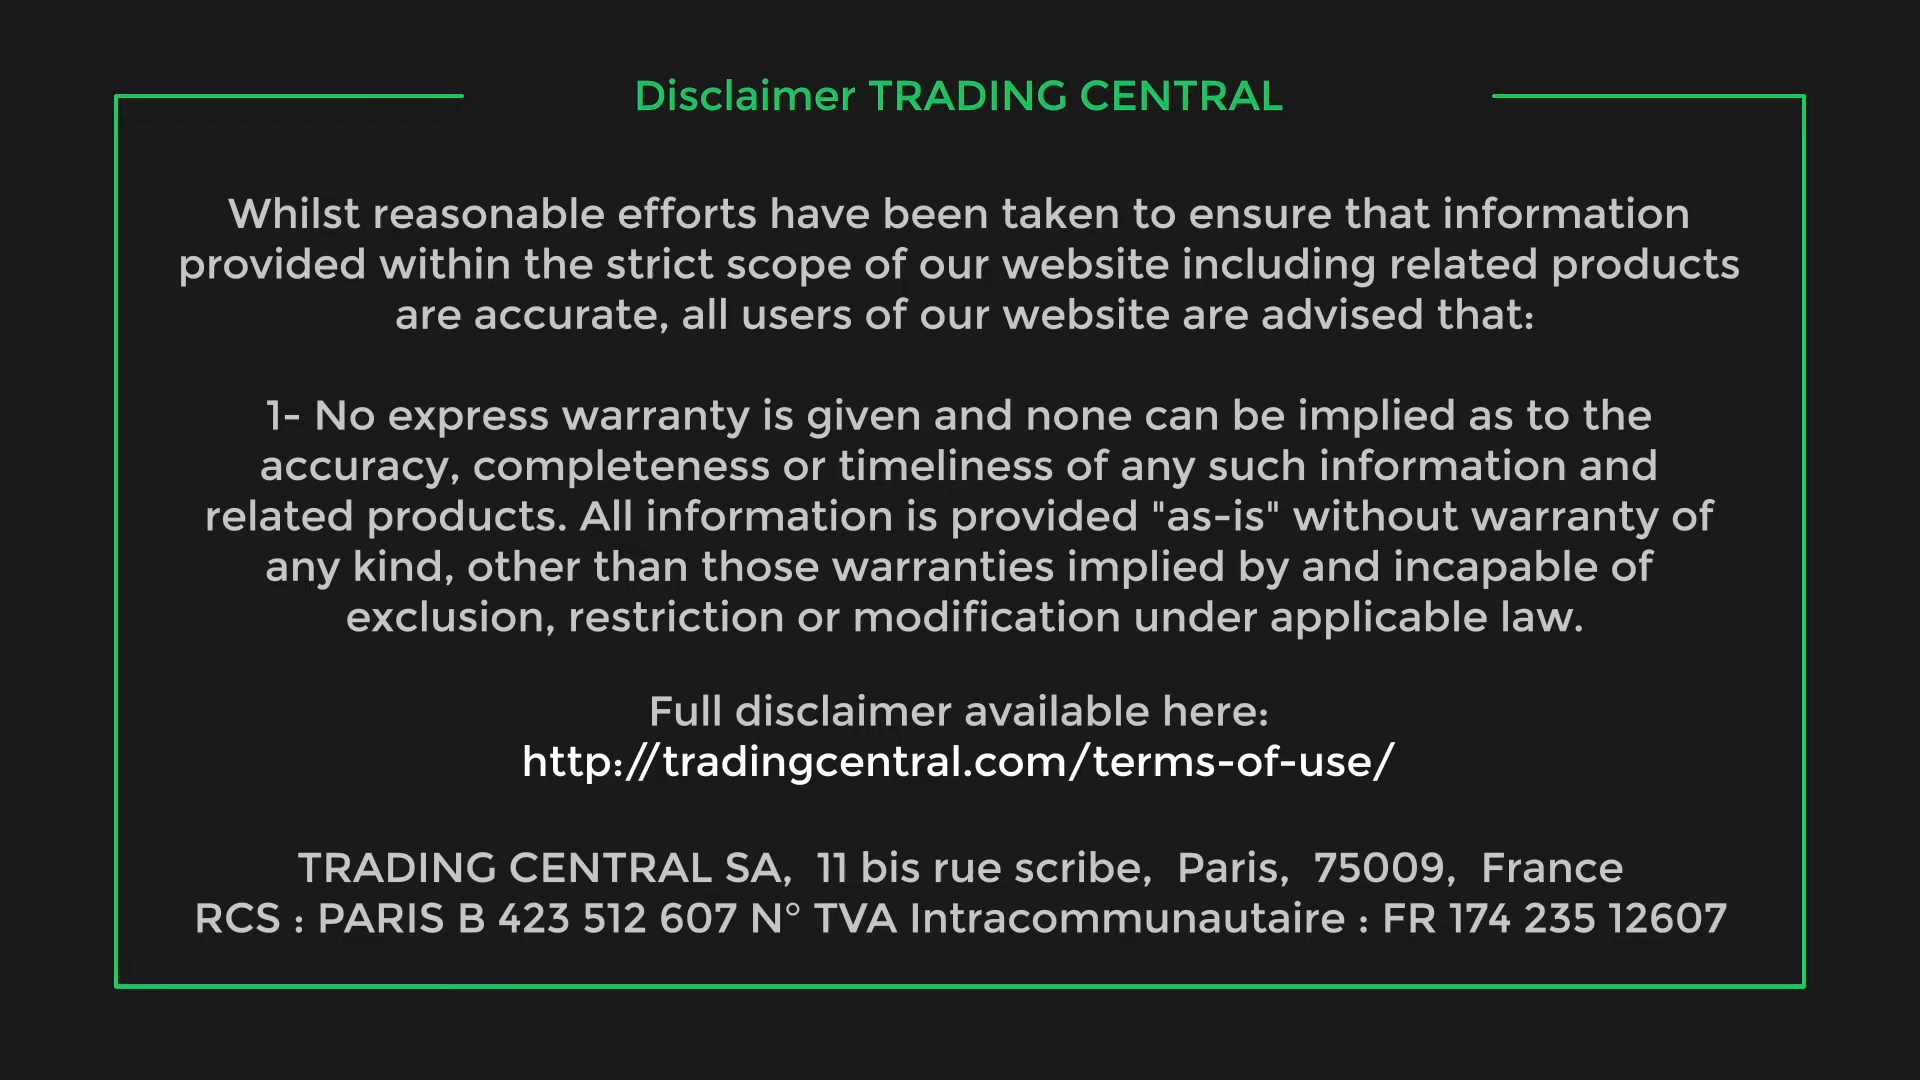 Disclaimer TRADING CENTRAL
Whilst reasonable efforts have been taken to ensure that information
provided within the strict scope of our website including related products
are accurate, all users of our website are advised that:
1- No express warranty is given and none can be implied as to the
accuracy, completeness or timeliness of any such information and
related products. All information is provided "as-is" without warranty of
any kind, other than those warranties implied by and incapable of
exclusion, restriction or modification under applicable law.
Full disclaimer available here:
http://tradingcentral.com/terms-of-use/
TRADING CENTRAL SA,  11 bis rue scribe,  Paris,  75009,  France
RCS : PARIS B 423 512 607 N° TVA Intracommunautaire : FR 174 235 12607